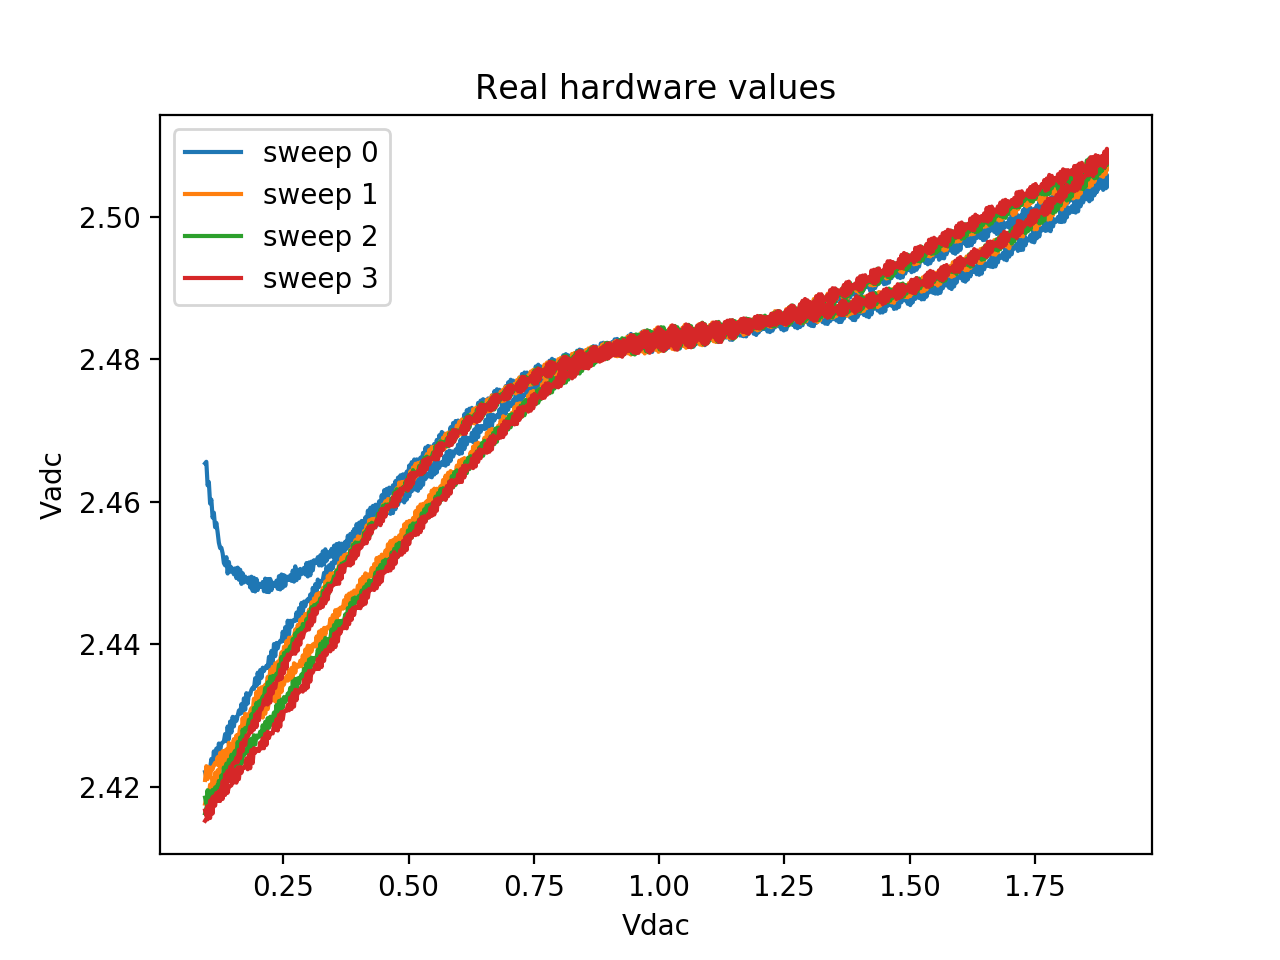 Real hardware values
sweep 0
sweep 1
sweep 2
sweep 3
2.50
2.48
2.46
2.44
2.42
Vadc
0.25 0.50 0.75 1.00 1.25 1.50 1.75
Vdac